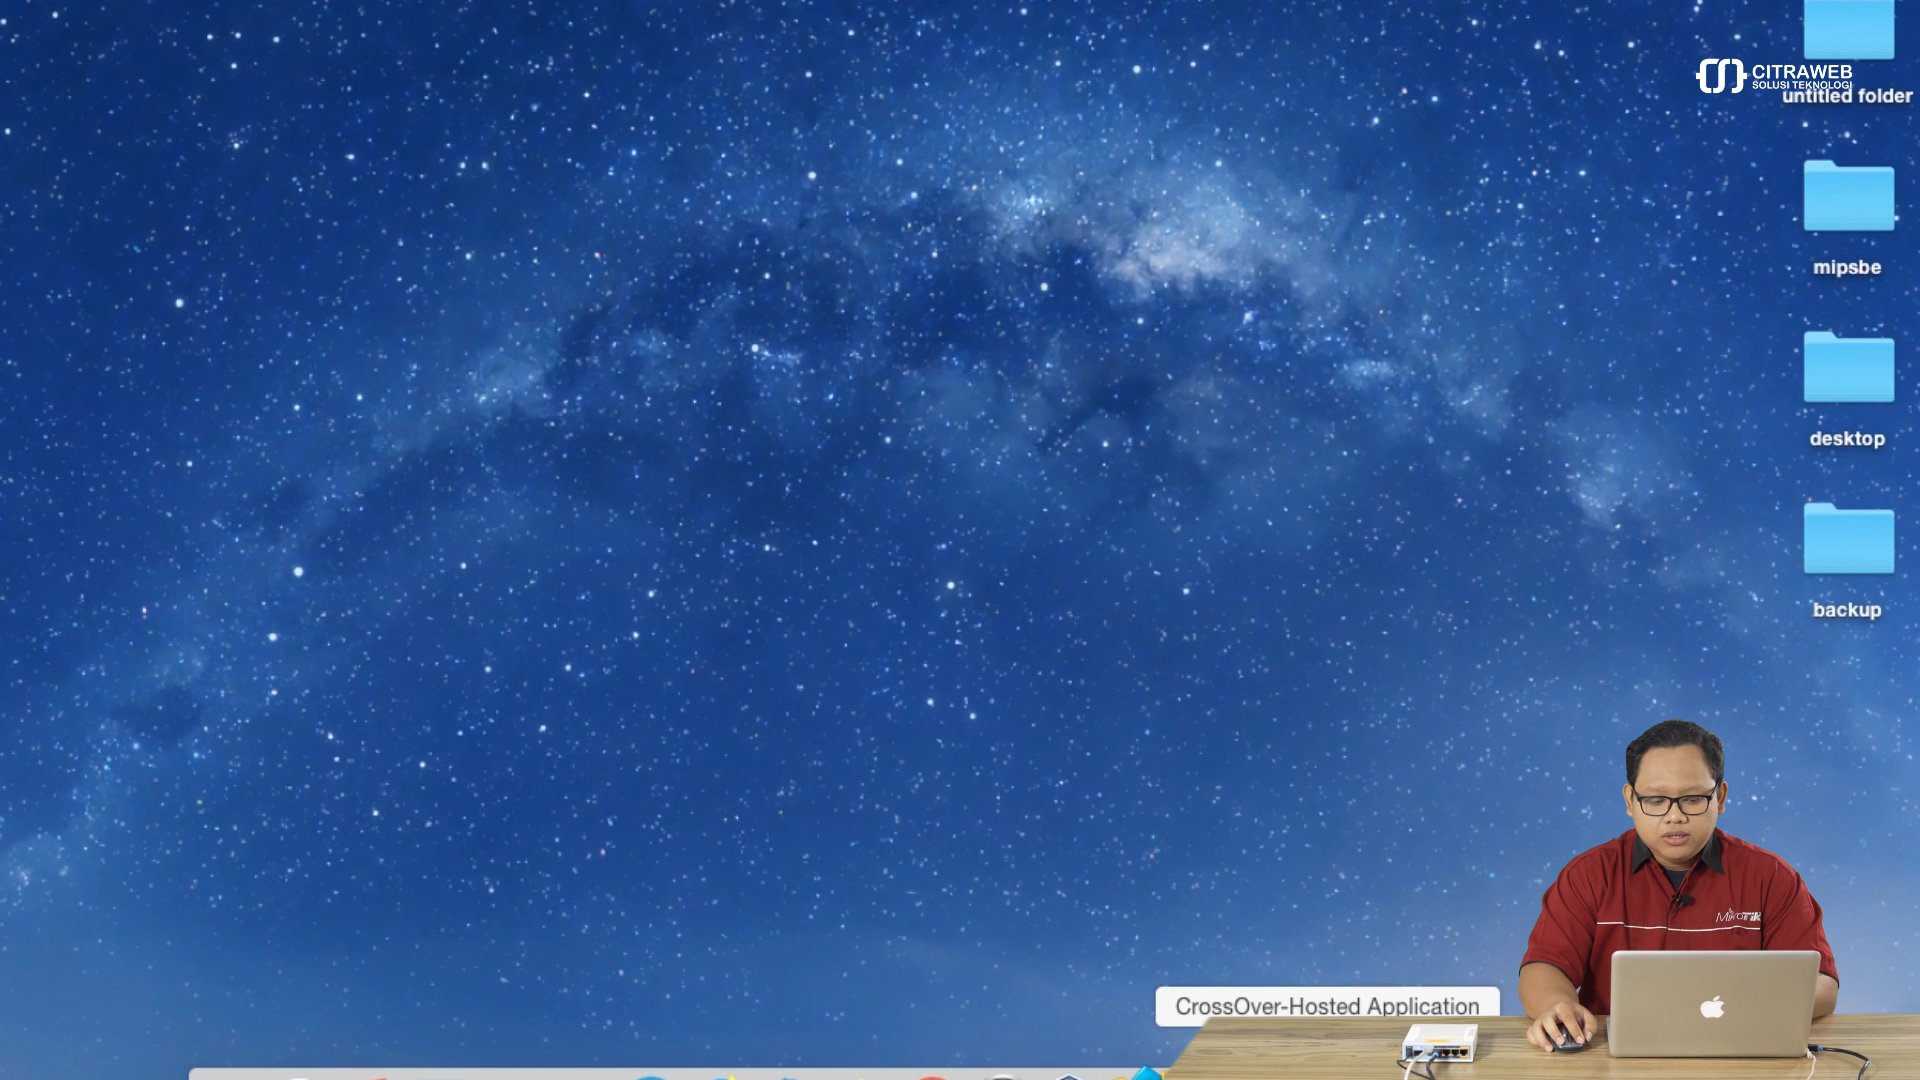 CITRAWEB
SOLUSI TEKNOLOGI
untitled folder
mipsbe
desktop
backup
MikroTik
CrossOver-Hosted Application